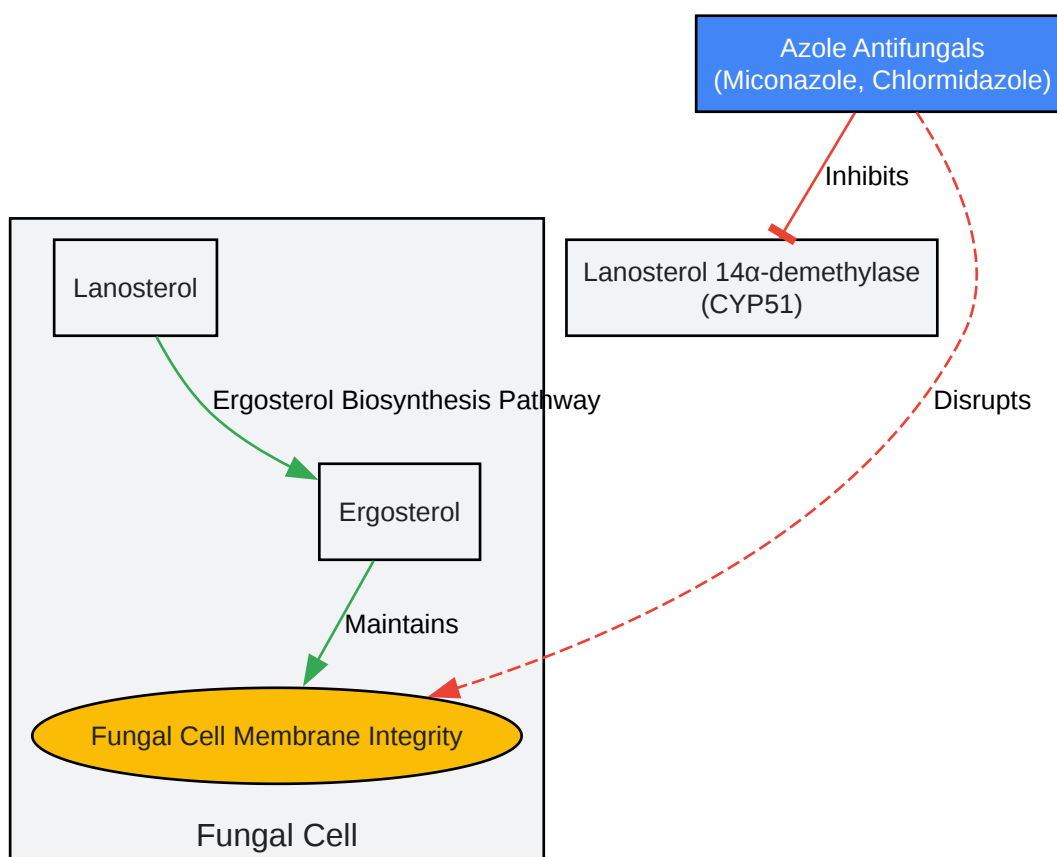 Azole Antifungals
(Miconazole, Chlormidazole)
Inhibits
Lanosterol
Lanosterol 14α-demethylase
(CYP51)
Ergosterol Biosynthesis Pathway
Disrupts
Ergosterol
Maintains
Fungal Cell Membrane Integrity
Fungal Cell